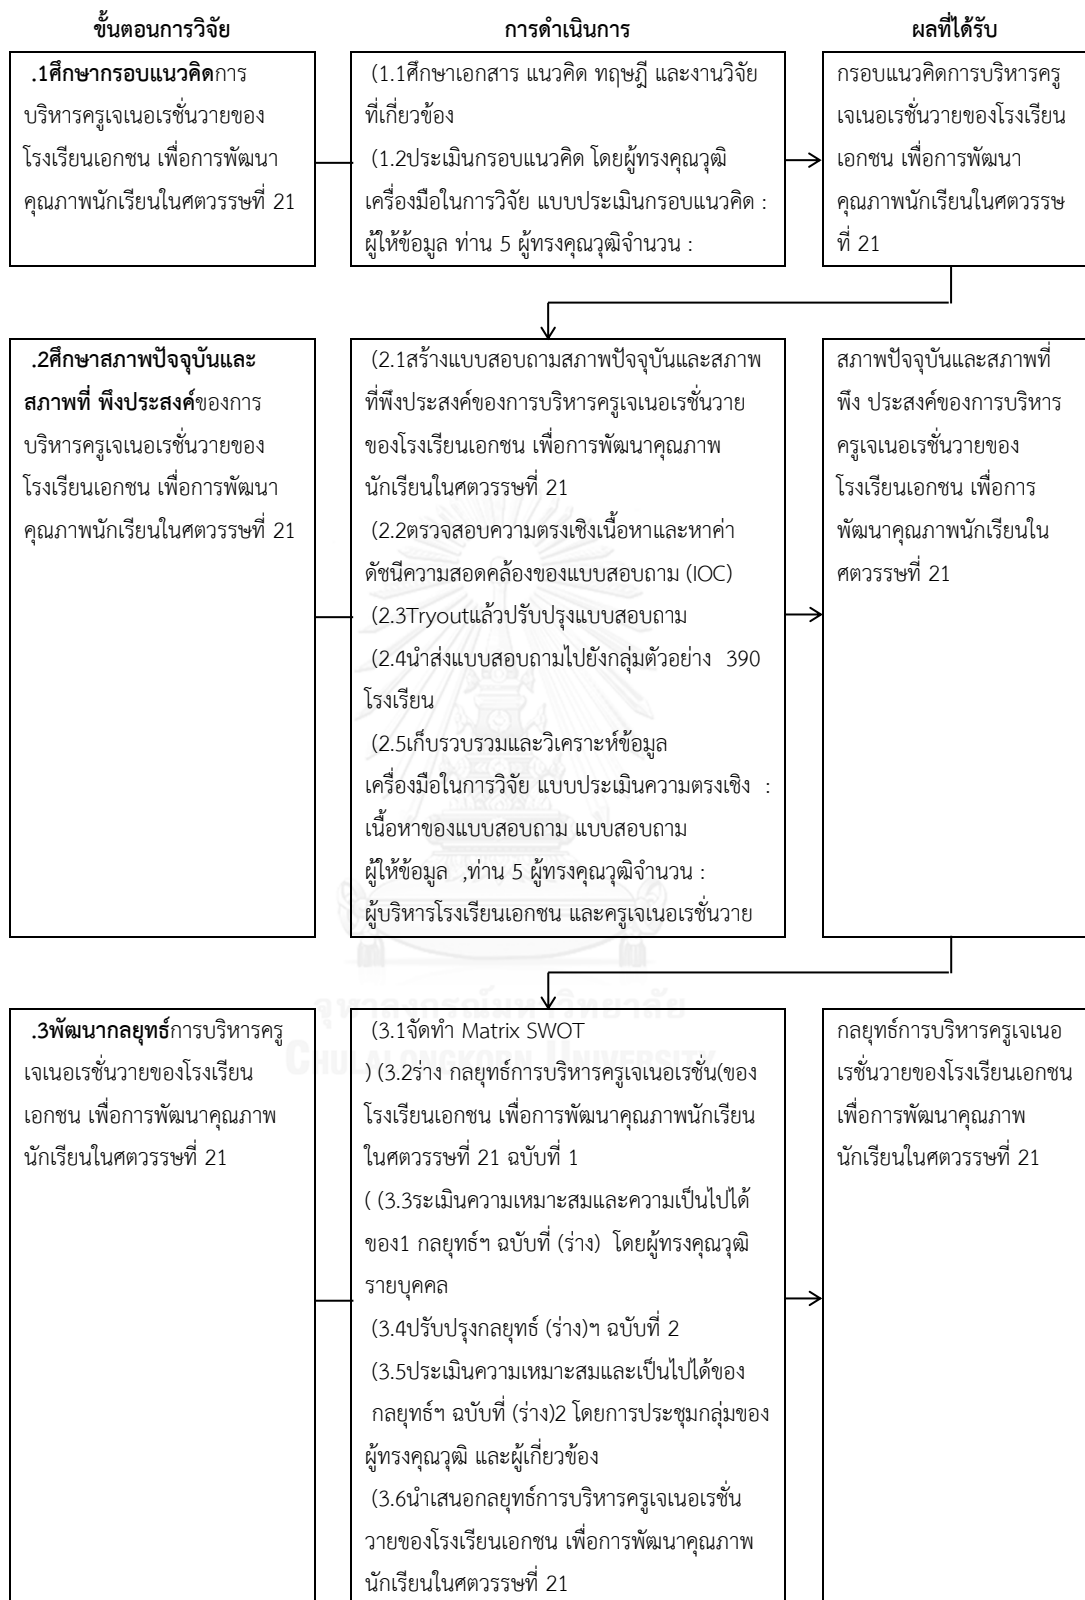 ขั้นตอนการวิจัย
การดำเนินการ
ผลที่ได้รับ
.1ศึกษากรอบแนวคิดการ
บริหารครูเจเนอเรชั่นวายของ
โรงเรียนเอกชน เพื่อการพัฒนา
คุณภาพนักเรียนในศตวรรษที่ 21
(1.1ศึกษาเอกสาร แนวคิด ทฤษฎี และงานวิจัย
ที่เกี่ยวข้อง
(1.2ประเมินกรอบแนวคิด โดยผู้ทรงคุณวุฒิ
เครื่องมือในการวิจัย แบบประเมินกรอบแนวคิด :
ผู้ให้ข้อมูล ท่าน 5 ผู้ทรงคุณวุฒิจำนวน :
กรอบแนวคิดการบริหารครู
เจเนอเรชั่นวายของโรงเรียน
เอกชน เพื่อการพัฒนา
คุณภาพนักเรียนในศตวรรษ
ที่ 21
.2ศึกษาสภาพปัจจุบันและ
สภาพที่ พึงประสงค์ของการ
บริหารครูเจเนอเรชั่นวายของ
โรงเรียนเอกชน เพื่อการพัฒนา
คุณภาพนักเรียนในศตวรรษที่ 21
(2.1สร้างแบบสอบถามสภาพปัจจุบันและสภาพ
ที่พึงประสงค์ของการบริหารครูเจเนอเรชั่นวาย
ของโรงเรียนเอกชน เพื่อการพัฒนาคุณภาพ
นักเรียนในศตวรรษที่ 21
(2.2ตรวจสอบความตรงเชิงเนื้อหาและหาค่า
ดัชนีความสอดคล้องของแบบสอบถาม (IOC)
(2.3Tryoutแล้วปรับปรุงแบบสอบถาม
(2.4นำส่งแบบสอบถามไปยังกลุ่มตัวอย่าง 390
โรงเรียน
(2.5เก็บรวบรวมและวิเคราะห์ข้อมูล
เครื่องมือในการวิจัย แบบประเมินความตรงเชิง :
เนื้อหาของแบบสอบถาม แบบสอบถาม
ผู้ให้ข้อมูล ,ท่าน 5 ผู้ทรงคุณวุฒิจำนวน :
ผู้บริหารโรงเรียนเอกชน และครูเจเนอเรชั่นวาย
สภาพปัจจุบันและสภาพที่
พึง ประสงค์ของการบริหาร
ครูเจเนอเรชั่นวายของ
โรงเรียนเอกชน เพื่อการ
พัฒนาคุณภาพนักเรียนใน
ศตวรรษที่ 21
จุฬาลงกรณ์มหาวิทยาลัย
CHULALONGKORN UNIVERSITY
.3พัฒนากลยุทธ์การบริหารครู
เจเนอเรชั่นวายของโรงเรียน
เอกชน เพื่อการพัฒนาคุณภาพ
นักเรียนในศตวรรษที่ 21
(3.1จัดทำ Matrix SWOT
) (3.2ร่าง กลยุทธ์การบริหารครูเจเนอเรชั่น(ของ
โรงเรียนเอกชน เพื่อการพัฒนาคุณภาพนักเรียน
ในศตวรรษที่ 21 ฉบับที่ 1
( (3.3ระเมินความเหมาะสมและความเป็นไปได้
ของ1 กลยุทธ์ฯ ฉบับที่ (ร่าง) โดยผู้ทรงคุณวุฒิ
รายบุคคล
(3.4ปรับปรุงกลยุทธ์ (ร่าง)ฯ ฉบับที่ 2
(3.5ประเมินความเหมาะสมและเป็นไปได้ของ
กลยุทธ์ฯ ฉบับที่ (ร่าง)2 โดยการประชุมกลุ่มของ
ผู้ทรงคุณวุฒิ และผู้เกี่ยวข้อง
(3.6นำเสนอกลยุทธ์การบริหารครูเจเนอเรชั่น
วายของโรงเรียนเอกชน เพื่อการพัฒนาคุณภาพ
นักเรียนในศตวรรษที่ 21
กลยุทธ์การบริหารครูเจเนอ
เรชั่นวายของโรงเรียนเอกชน
เพื่อการพัฒนาคุณภาพ
นักเรียนในศตวรรษที่ 21